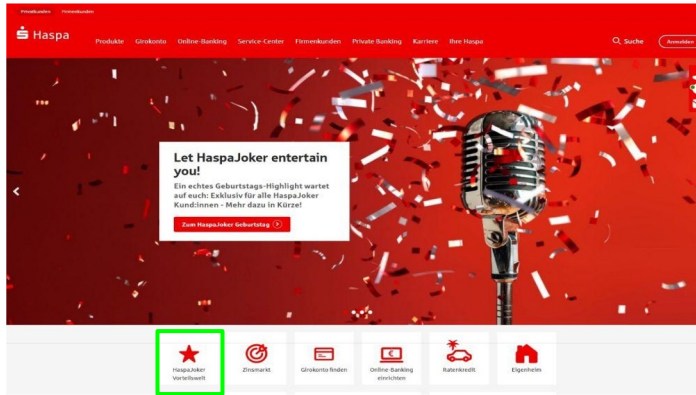 Privatkunden Firmenkunden
Haspa
Produkte Girokonto Online-Banking Service-Center Firmenkunden Private Banking Karriere Ihre Haspa Suche Anmelden
Let HaspaJoker entertain
you!
Ein echtes Geburtstags-Highlight wartet
auf euch: Exklusiv für alle HaspaJoker
Kund:innen - Mehr dazu in Kürze!
Zum HaspaJoker Geburtstag
HaspaJoker
Vorteilswelt
Zinsmarkt
Girokonto finden
Online-Banking
einrichten
Ratenkredit
Eigenheim